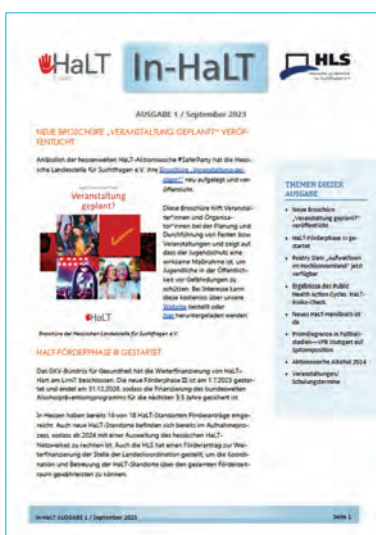 HaLT
In-HaLT
HLS
AUSGABE 1 / September 2023
NEUE BROSCHÜRE „VERANSTALTUNG GEPLANT?“ VERÖF-
FENTLICHT
Anlässlich der hessenweiten HaLT-Aktionswoche #SaferParty hat die Hessi-
sche Landesstelle für Suchtfragen e.V. ihre Broschüre „Veranstaltung ge-
plant?“ neu aufgelegt und ver-
öffentlicht.
Veranstaltung
geplant?
HaLT
Diese Broschüre hilft Veranstal-
ter*innen und Organisa-
tor*innen bei der Planung und
Durchführung von Festen bzw.
Veranstaltungen und zeigt auf,
dass der Jugendschutz eine
wirksame Maßnahme ist, um
Jugendliche in der Öffentlich-
keit vor Gefährdungen zu
schützen. Bei Interesse kann
diese kostenlos über unsere
Website bestellt oder
hier heruntergeladen werden.
Broschüre der Hessischen Landesstelle für Suchtfragen e.V.
HALT-FÖRDERPHASE III GESTARTET
Das GKV-Bündnis für Gesundheit hat die Weiterfinanzierung von HaLT–
Hart am LimiT beschlossen. Die neue Förderphase III ist am 1.7.2023 gestar-
tet und endet am 31.12.2026, sodass die Finanzierung des bundesweiten
Alkoholpräventionsprogramms für die nächsten 3,5 Jahre gesichert ist.
In Hessen haben bereits 16 von 18 HaLT-Standorten Förderanträge einge-
reicht. Auch neue HaLT-Standorte befinden sich bereits im Aufnahmepro-
zess, sodass ab 2024 mit einer Ausweitung des hessischen HaLT-
Netzwerkes zu rechnen ist. Auch die HLS hat einen Förderantrag zur Wei-
terfinanzierung der Stelle der Landeskoordination gestellt, um die Koordi-
nation und Betreuung der HaLT-Standorte über den gesamten Förderzeit-
raum gewährleisten zu können.
THEMEN DIESER
AUSGABE
• Neue Broschüre
„Veranstaltung geplant?“
veröffentlicht
• HaLT-Förderphase III ge-
startet
• Poetry Slam „Aufwachsen
im Hochkonsumland“ jetzt
verfügbar
• Ergebnisse des Public
Health Action Cycles: HaLT-
Risiko-Check
• Neues HaLT-Handbuch ist
da
• Promillegrenze in Fußball-
stadien—VFB Stuttgart auf
Spitzenposition
• Aktionswoche Alkohol 2024
• Veranstaltungen/
Schulungstermine
In-HaLT AUSGABE 1 / September 2023
Seite 1